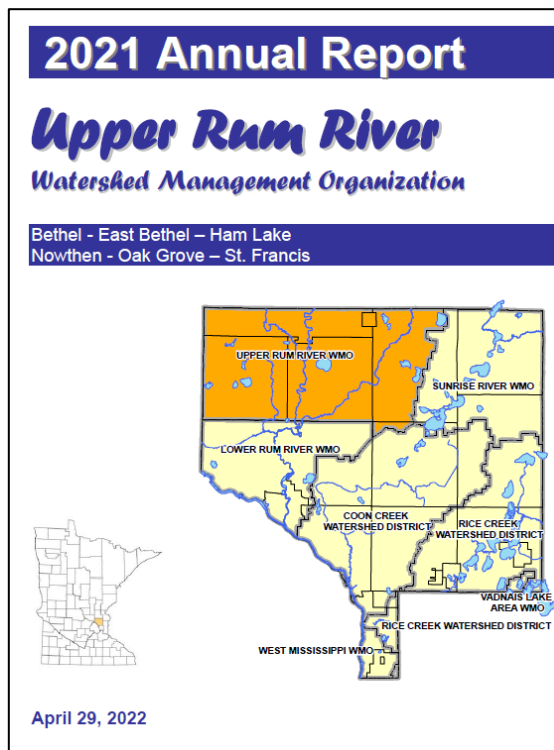 2021 Annual Report
Upper Rum River
Watershed Management Organization
Bethel - East Bethel – Ham Lake
Nowthen - Oak Grove – St. Francis
UPPER RUM RIVER WMO
SUNRISE RIVER WMO
LOWER RUM RIVER WMO
COON CREEK
WATERSHED DISTRICT
RICE CREEK
WATERSHED DISTRICT
VADNAIS LAKE
AREA WMO
RICE CREEK WATERSHED DISTRICT
WEST MISSISSIPPI WMO
April 29, 2022